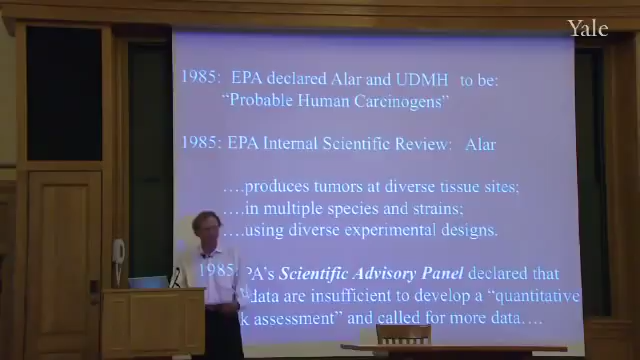 Yale
1985: EPA declared Alar and UDMH to be:
"Probable Human Carcinogens"
1985: EPA Internal Scientific Review: Alar
....produces tumors at diverse tissue sites;
....in multiple species and strains;
....using diverse experimental designs.
1985: PA's Scientific Advisory Panel declared that
data are insufficient to develop a "quantitative
k assessment" and called for more data....